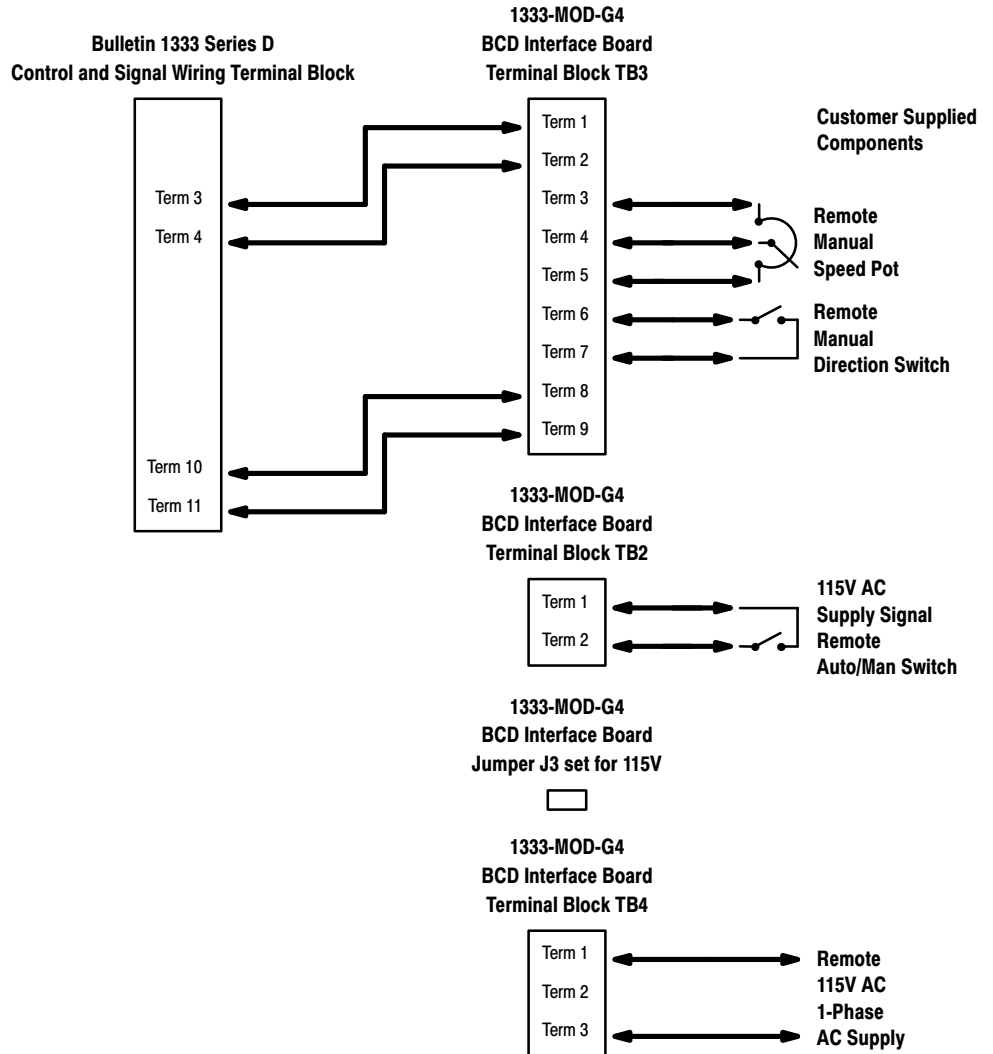 Bulletin 1333 Series D
Control and Signal Wiring Terminal Block
Term 3
Term 4
Term 10
Term 11
1333-MOD-G4
BCD Interface Board
Terminal Block TB3
Term 1
Term 2
Term 3
Term 4
Term 5
Term 6
Term 7
Term 8
Term 9
Customer Supplied
Components
Remote
Manual
Speed Pot
Remote
Manual
Direction Switch
1333-MOD-G4
BCD Interface Board
Terminal Block TB2
Term 1
Term 2
115V AC
Supply Signal
Remote
Auto/Man Switch
1333-MOD-G4
BCD Interface Board
Jumper J3 set for 115V
1333-MOD-G4
BCD Interface Board
Terminal Block TB4
Term 1
Term 2
Term 3
Remote
115V AC
1-Phase
AC Supply